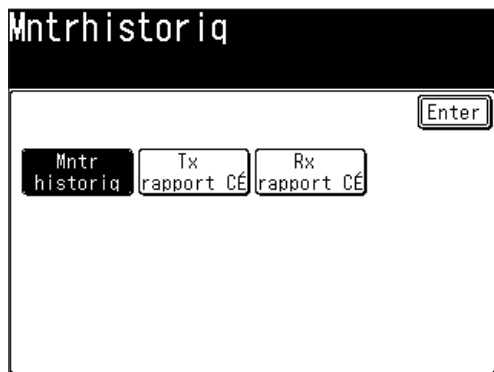 Mntrhistoriq
Enter
Mntr
historiq
Tx
rapport CÉ
Rx
rapport CÉ